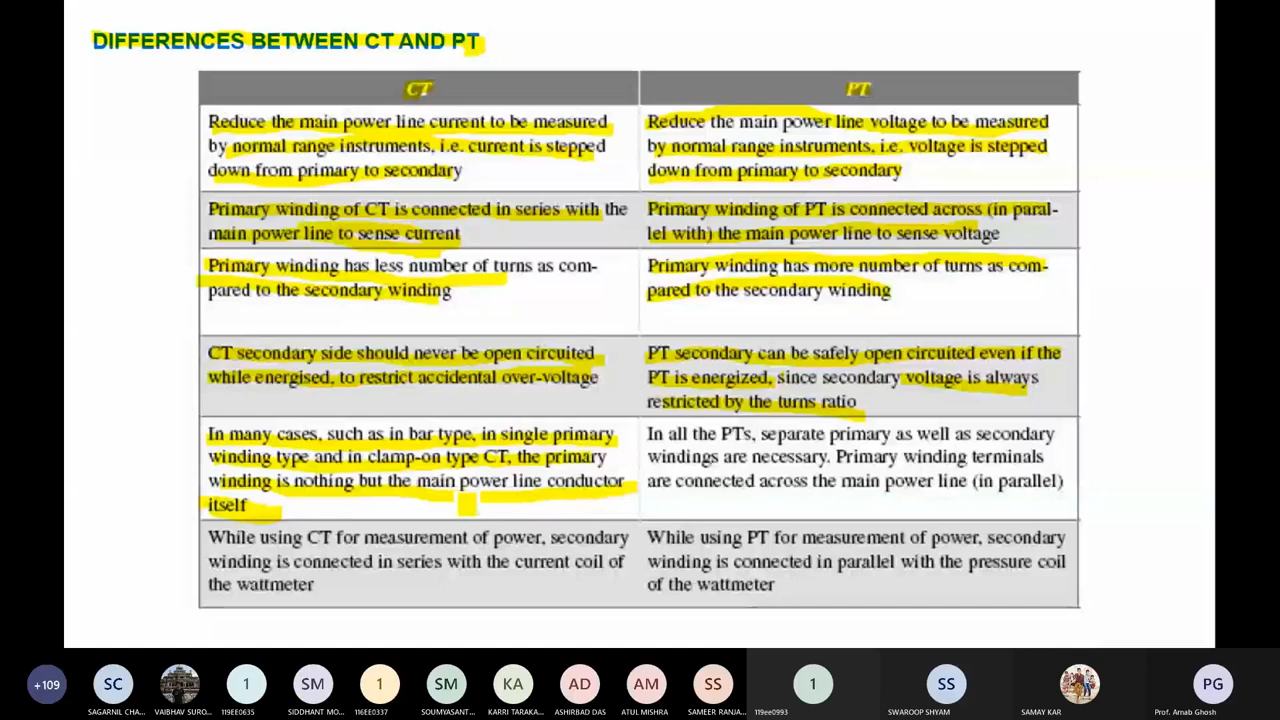 DIFFERENCES BETWEEN CT AND PT
CT
PT
Reduce the main power line current to be measured
by normal range instruments, i.e. current is stepped
down from primary to secondary
Reduce the main power line voltage to be measured
by normal range instruments, i.e. voltage is stepped
down from primary to secondary
Primary winding of CT is connected in series with the
main power line to sense current
Primary winding of PT is connected across (in paral-
lel with) the main power line to sense voltage
Primary winding has less number of turns as com-
pared to the secondary winding
Primary winding has more number of turns as com-
pared to the secondary winding
CT secondary side should never be open circuited
while energised, to restrict accidental over-voltage
PT secondary can be safely open circuited even if the
PT is energized, since secondary voltage is always
restricted by the turns ratio
In many cases, such as in bar type, in single primary
winding type and in clamp-on type CT, the primary
winding is nothing but the main power line conductor
itself
In all the PTs, separate primary as well as secondary
windings are necessary. Primary winding terminals
are connected across the main power line (in parallel)
While using CT for measurement of power, secondary
winding is connected in series with the current coil of
the wattmeter
While using PT for measurement of power, secondary
winding is connected in parallel with the pressure coil
of the wattmeter
+109
SC
1
SM
1
SM
KA
AD
AM
SS
1
SS
PG
SAGARNIL CHA...
VAIBHAV SURO...
119EE0635
SIDDHANT MO...
116EE0337
SOUMYASANT...
KARRI TARAKA...
ASHIRBAD DAS
ATUL MISHRA
SAMEER RANJA...
119ee0993
SWAROOP SHYAM
SAMAY KAR
Prof. Arnab Ghosh